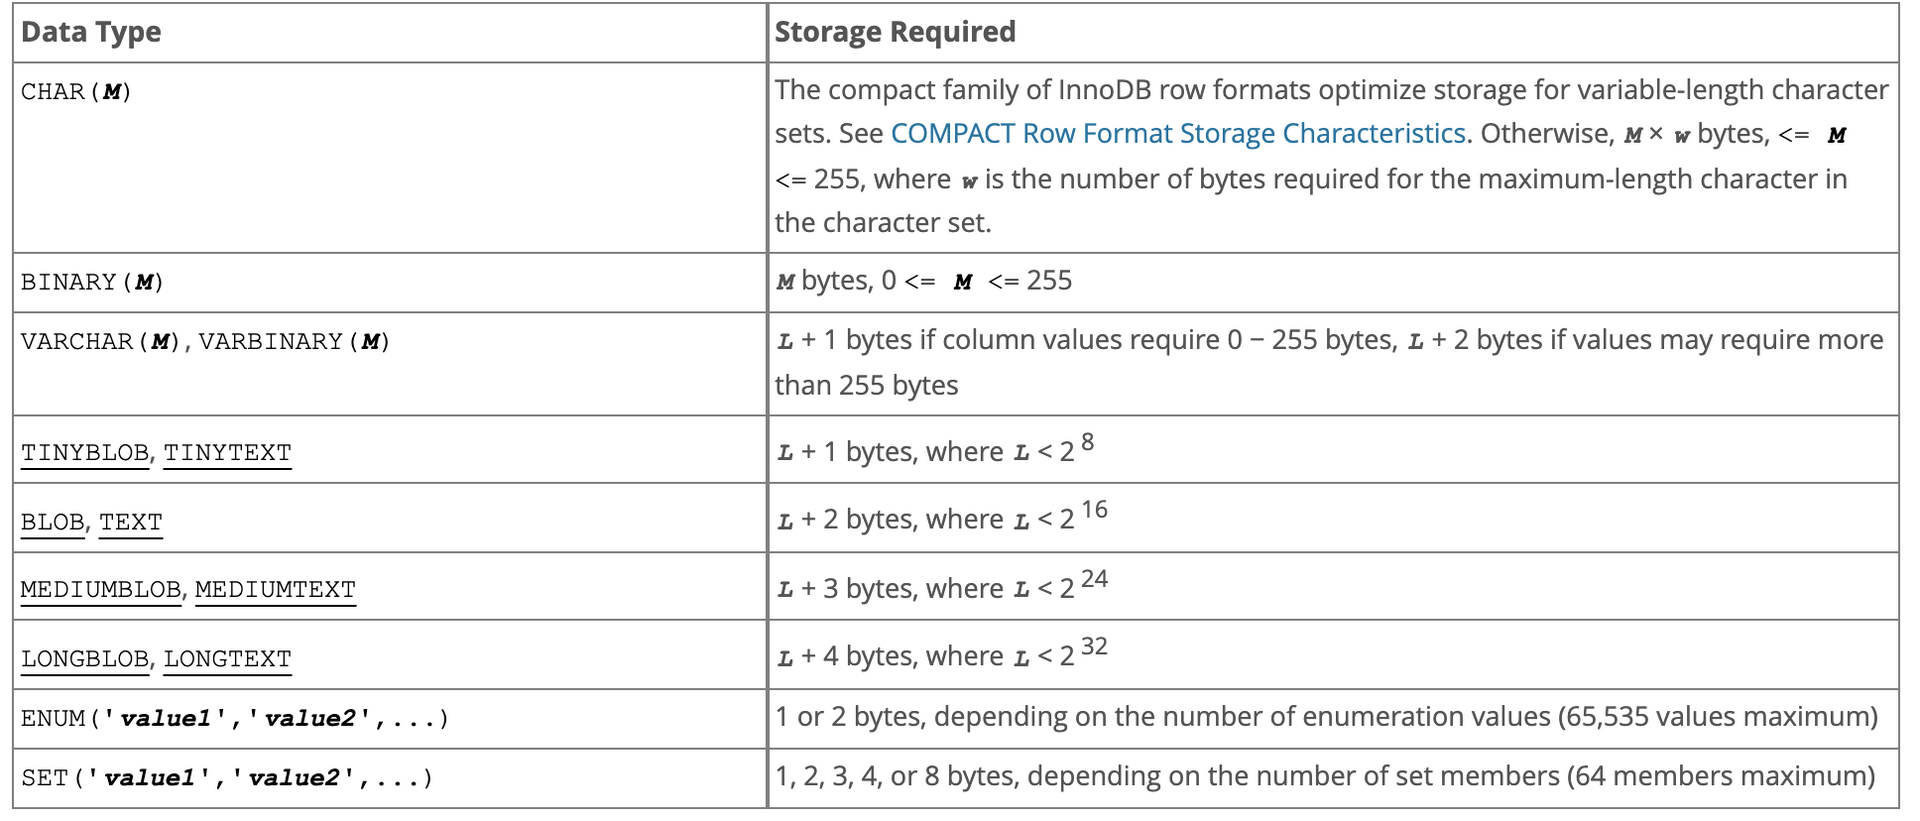 Data Type
Storage Required
CHAR(M)
The compact family of InnoDB row formats optimize storage for variable-length character
sets. See COMPACT Row Format Storage Characteristics. Otherwise, M × w bytes, <= M
<= 255, where w is the number of bytes required for the maximum-length character in
the character set.
BINARY(M)
M bytes, 0 <= M <= 255
VARCHAR(M), VARBINARY(M)
L + 1 bytes if column values require 0 − 255 bytes, L + 2 bytes if values may require more
than 255 bytes
TINYBLOB, TINYTEXT
L + 1 bytes, where L < 2 8
BLOB, TEXT
L + 2 bytes, where L < 2 16
MEDIUMBLOB, MEDIUMTEXT
L + 3 bytes, where L < 2 24
LONGBLOB, LONGTEXT
L + 4 bytes, where L < 2 32
ENUM('value1','value2',...)
1 or 2 bytes, depending on the number of enumeration values (65,535 values maximum)
SET('value1','value2',...)
1, 2, 3, 4, or 8 bytes, depending on the number of set members (64 members maximum)